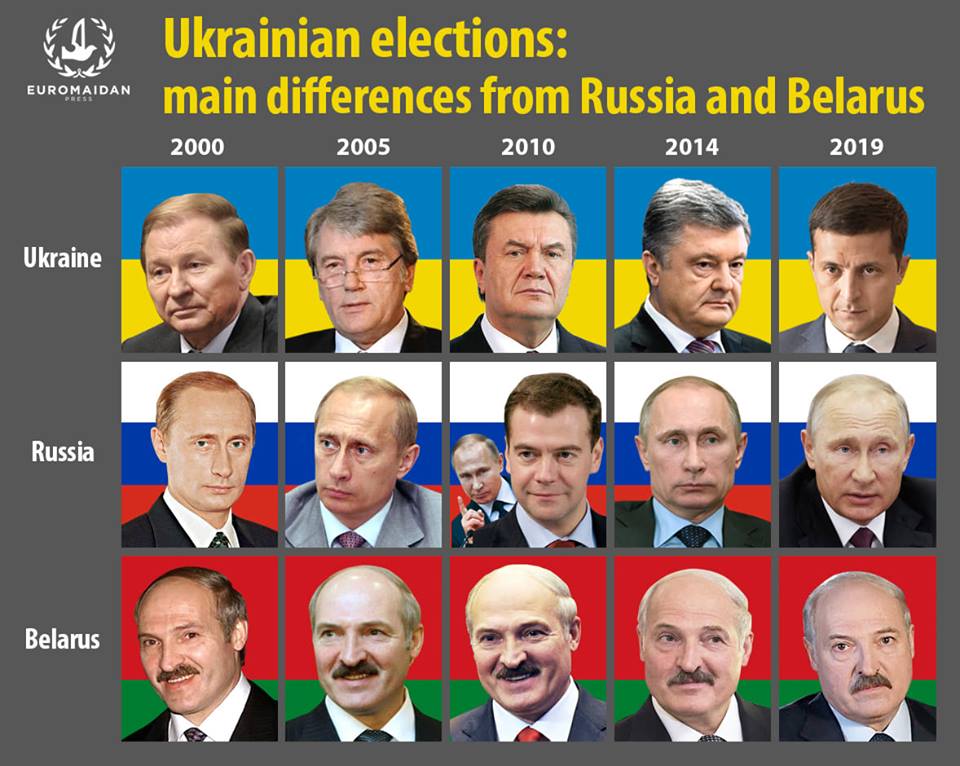 EUROMAIDAN
PRESS
Ukrainian elections:
main differences from Russia and Belarus
2000 2005 2010 2014 2019
Ukraine
Russia
Belarus